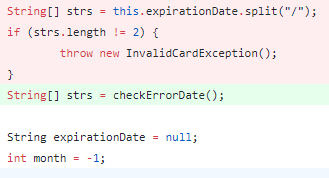 String[] strs = this.expirationDate.split("/");
if (strs.length != 2) {
throw new InvalidCardException();
}
String[] strs = checkErrorDate();
String expirationDate = null;
int month = -1;